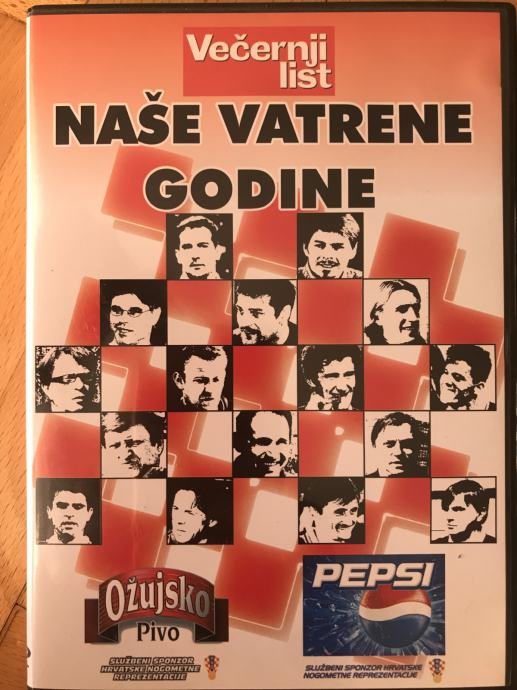 Večernji
list
NAŠE VATRENE
GODINE
Ožujsko
Pivo
SLUŽBENI SPONZOR
HRVATSKE NOGOMETNE
REPREZENTACIJE
PEPSI
SLUŽBENI SPONZOR HRVATSKE
NOGOMETNE REPREZENTACIJE